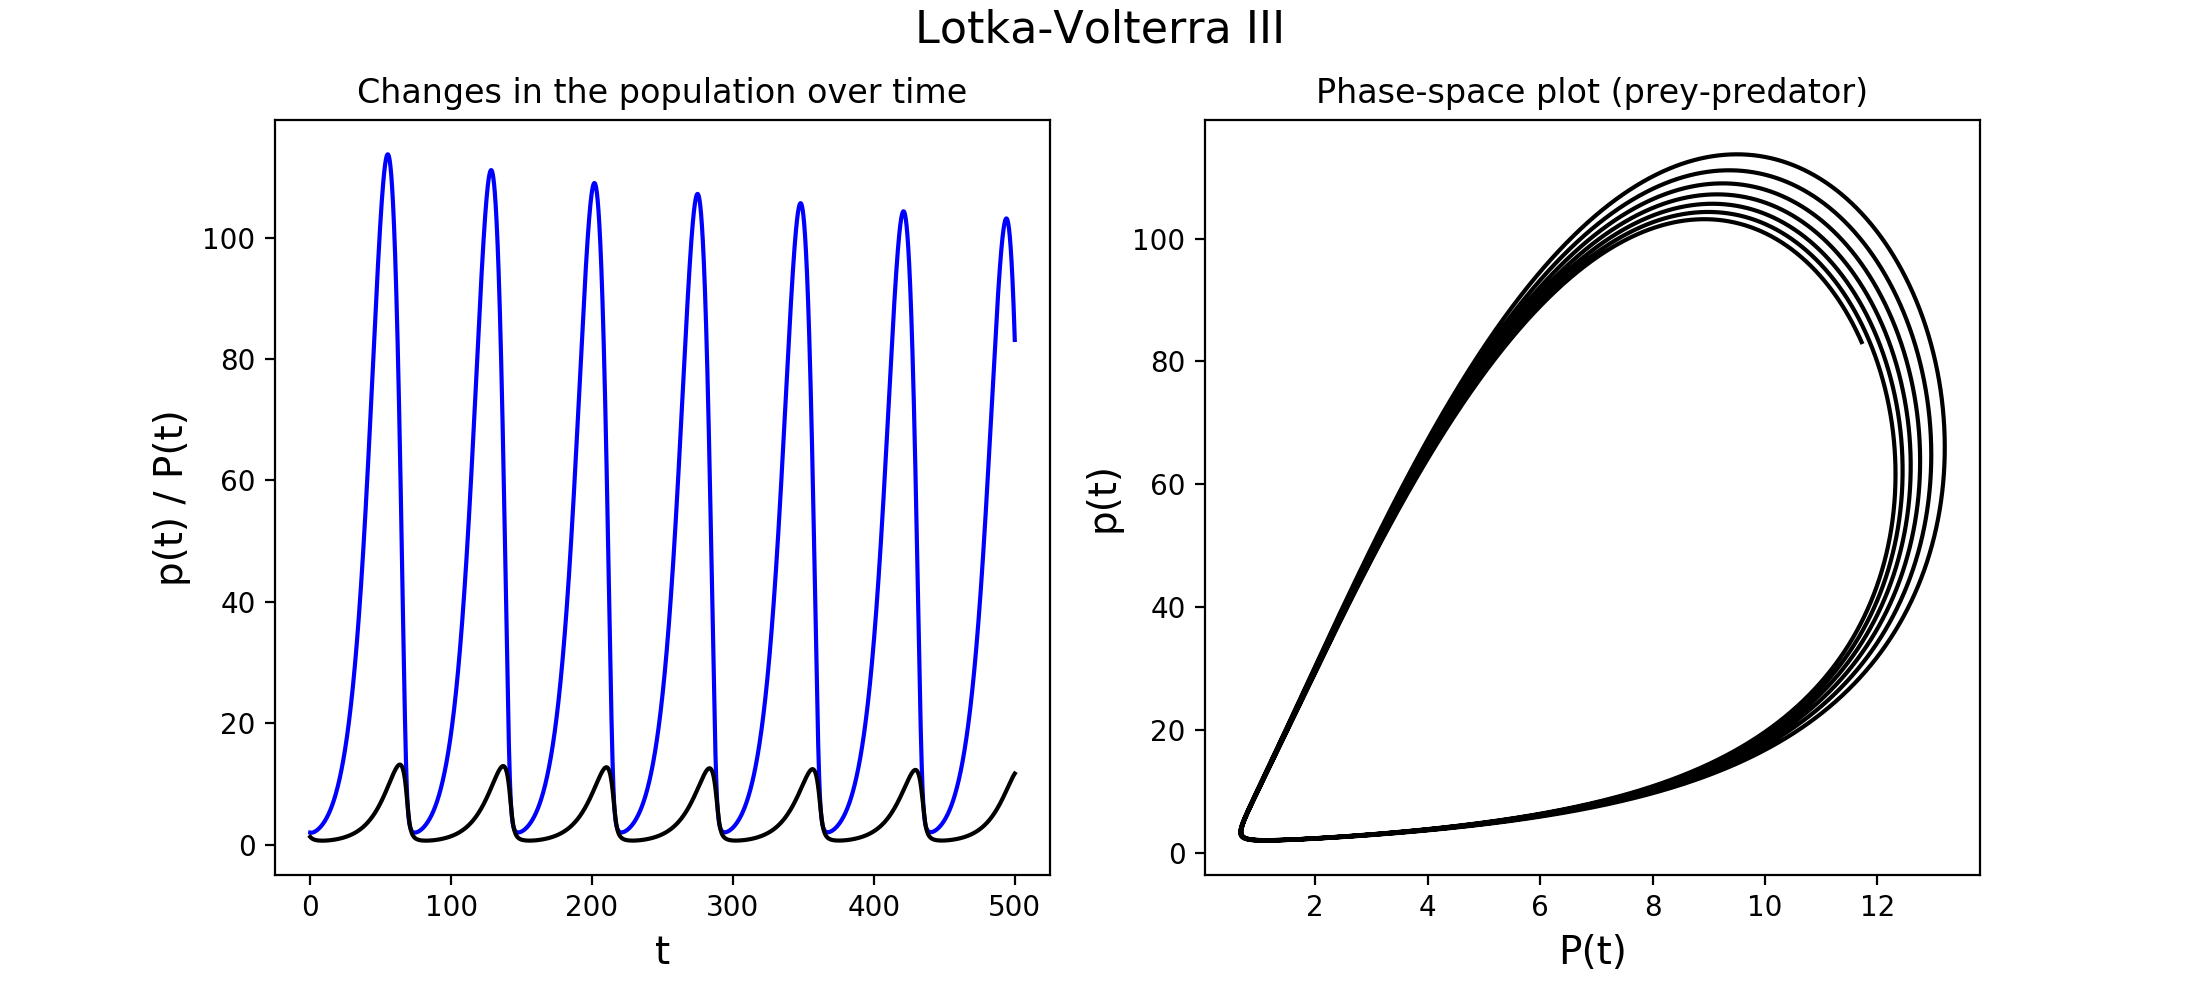 Lotka-Volterra III
Changes in the population over time
p(t) / P(t)
100
80
60
40
20
0
0 100 200 300 400 500
t
Phase-space plot (prey-predator)
p(t)
100
80
60
40
20
0
2 4 6 8 10 12
P(t)